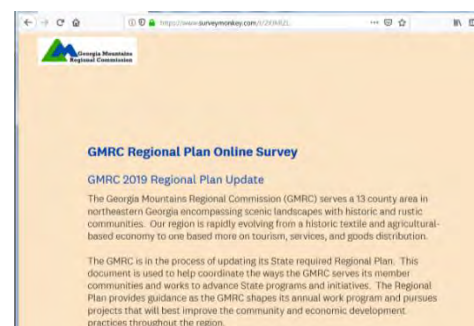 https://www.surveymonkey.com/r/
Georgia Mountains
Regional Commission
GMRC Regional Plan Online Survey
GMRC 2019 Regional Plan Update
The Georgia Mountains Regional Commission (GMRC) serves a 13 county area in
northeastern Georgia encompassing scenic landscapes with historic and rustic
communities. Our region is rapidly evolving from a historic textile and agricultural-
based economy to one based more on tourism, services, and goods distribution.
The GMRC is in the process of updating its State required Regional Plan. This
document is used to help coordinate the ways the GMRC serves its member
communities and works to advance State programs and initiatives. The Regional
Plan provides guidance as the GMRC shapes its annual work program and pursues
projects that will best improve the community and economic development
practices throughout the region.